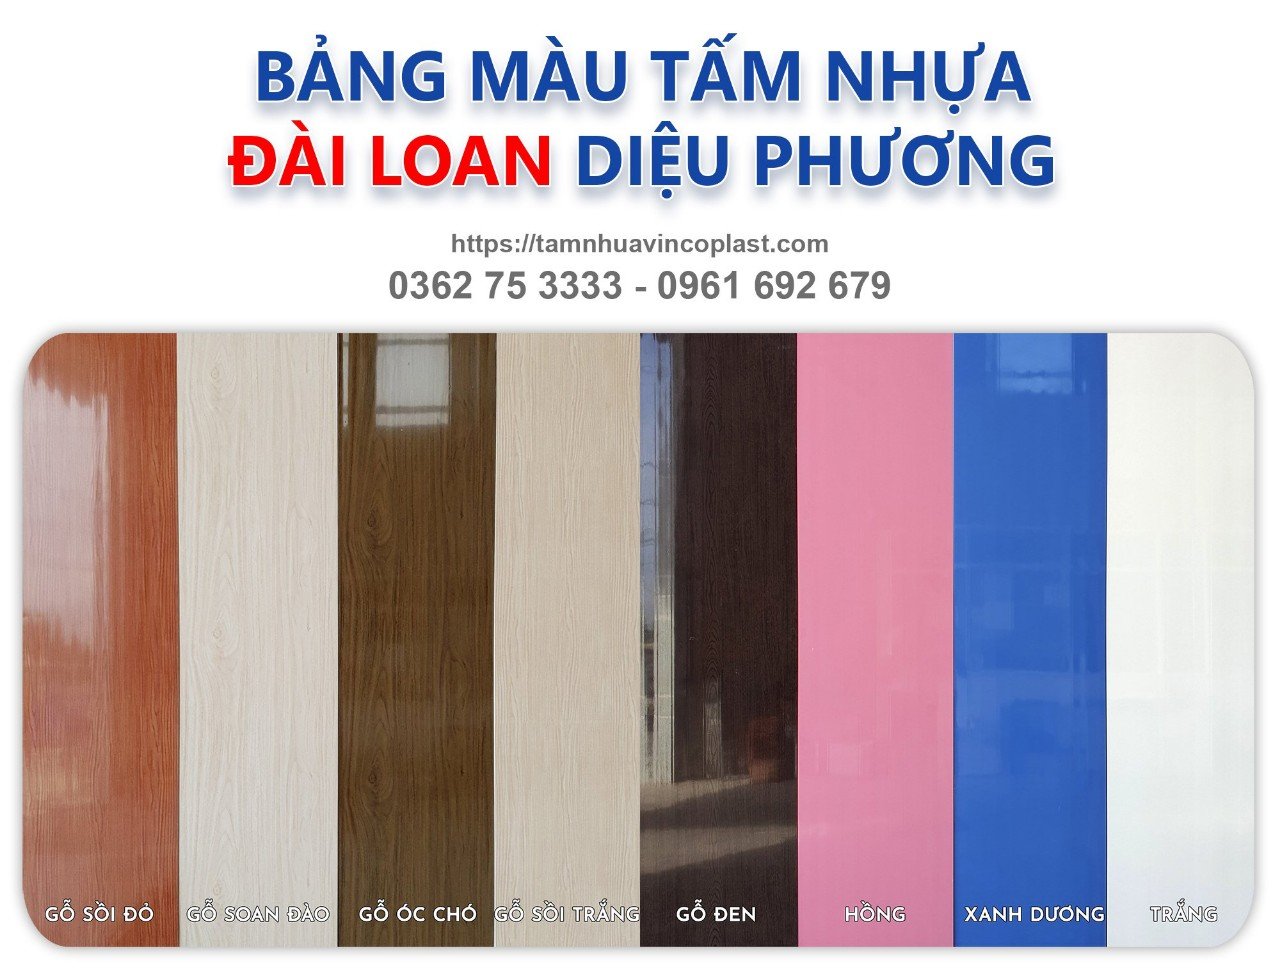 BẢNG MÀU TẤM NHỰA
ĐÀI LOAN DIỆU PHƯƠNG
https://tamnhuavincoplast.com
0362 75 3333 - 0961 692 679
GỖ SỒI ĐỎ
GỖ SOAN ĐÀO
GỖ ÓC CHÓ
GỖ SỒI TRẮNG
GỖ ĐEN
HỒNG
XANH DƯƠNG
TRẮNG